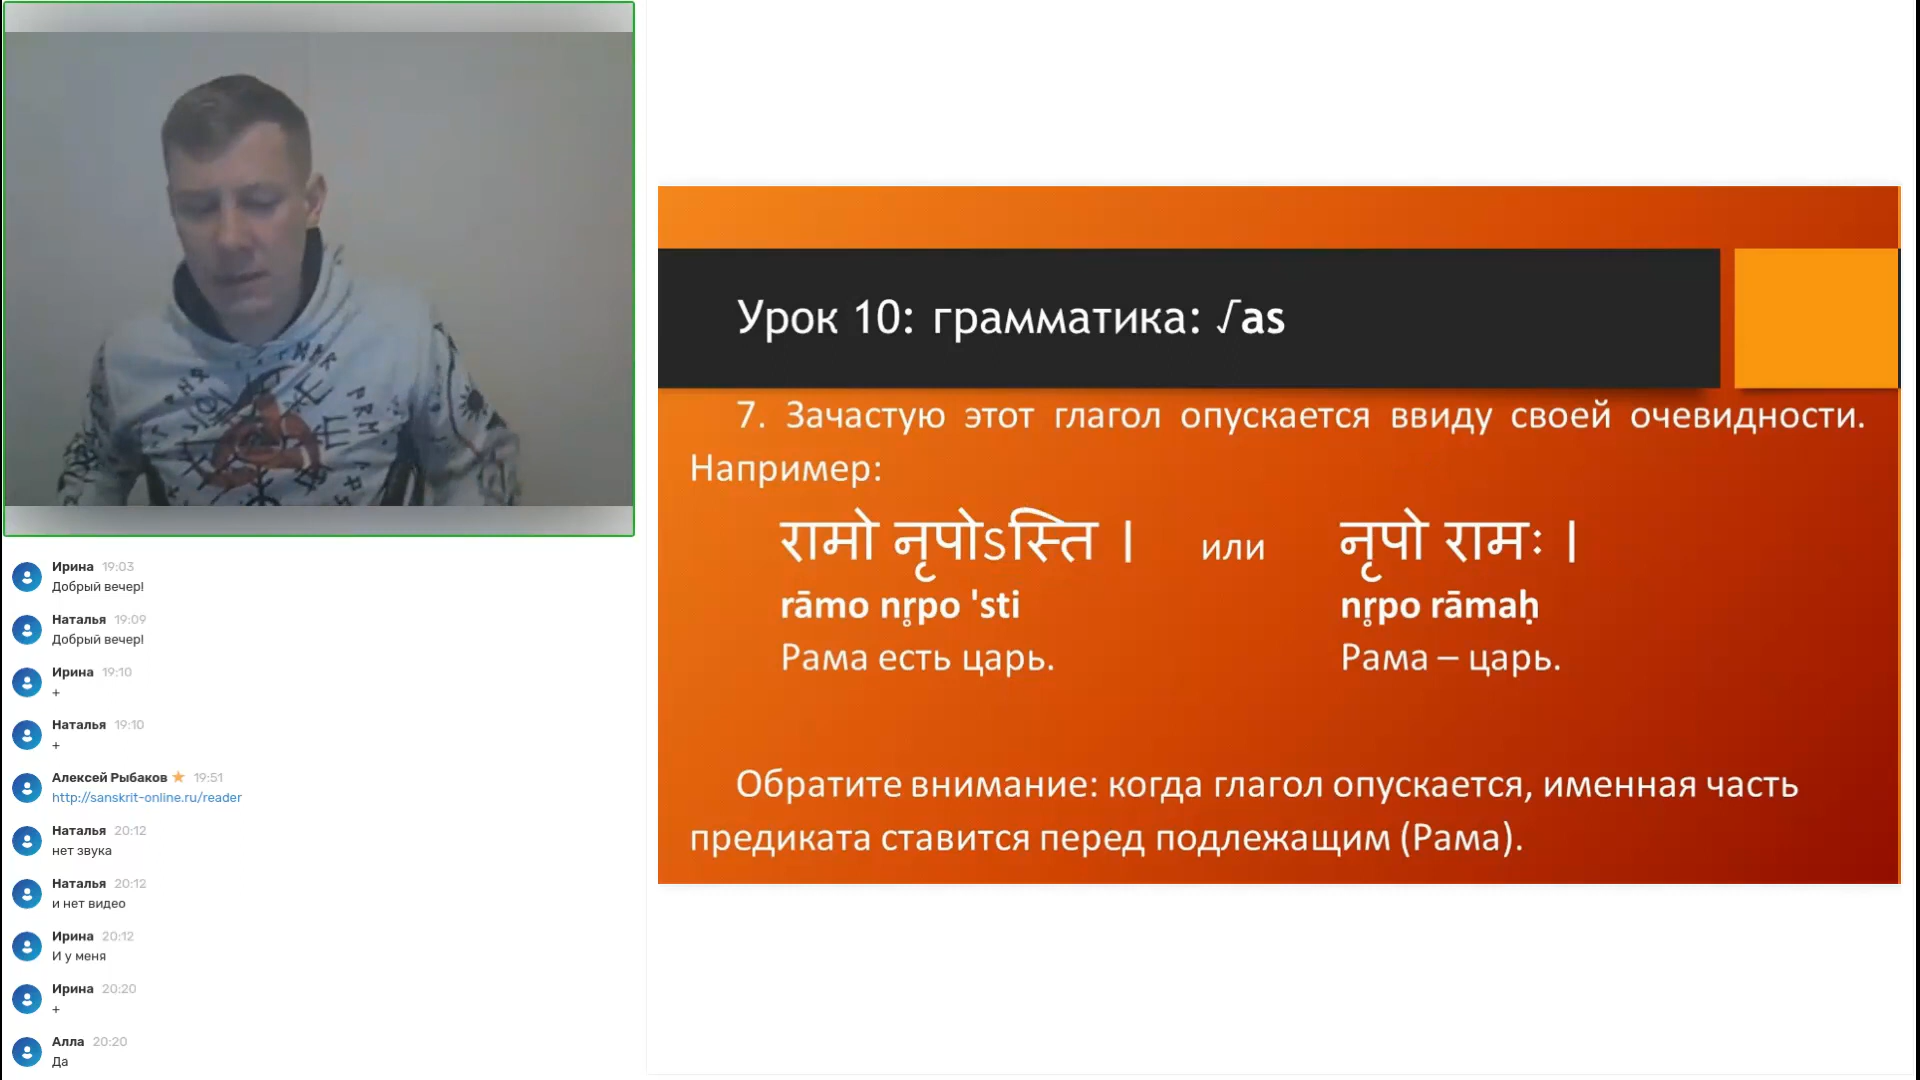 Ирина 19:03
Добрый вечер!
Наталья 19:09
Добрый вечер!
Ирина 19:10
+
Наталья 19:10
+
Алексей Рыбаков 19:51
http://sanskrit-online.ru/reader
Наталья 20:12
нет звука
Наталья 20:12
и нет видео
Ирина 20:12
И у меня
Ирина 20:20
+
Алла 20:20
Да
Урок 10: грамматика: √as
7. Зачастую этот глагол опускается ввиду своей очевидности.
Например:
रामो नृपोऽस्ति । или नृपो रामः ।
rāmo nr̥po 'sti nr̥po rāmaḥ
Рама есть царь. Рама – царь.
Обратите внимание: когда глагол опускается, именная часть
предиката ставится перед подлежащим (Рама).